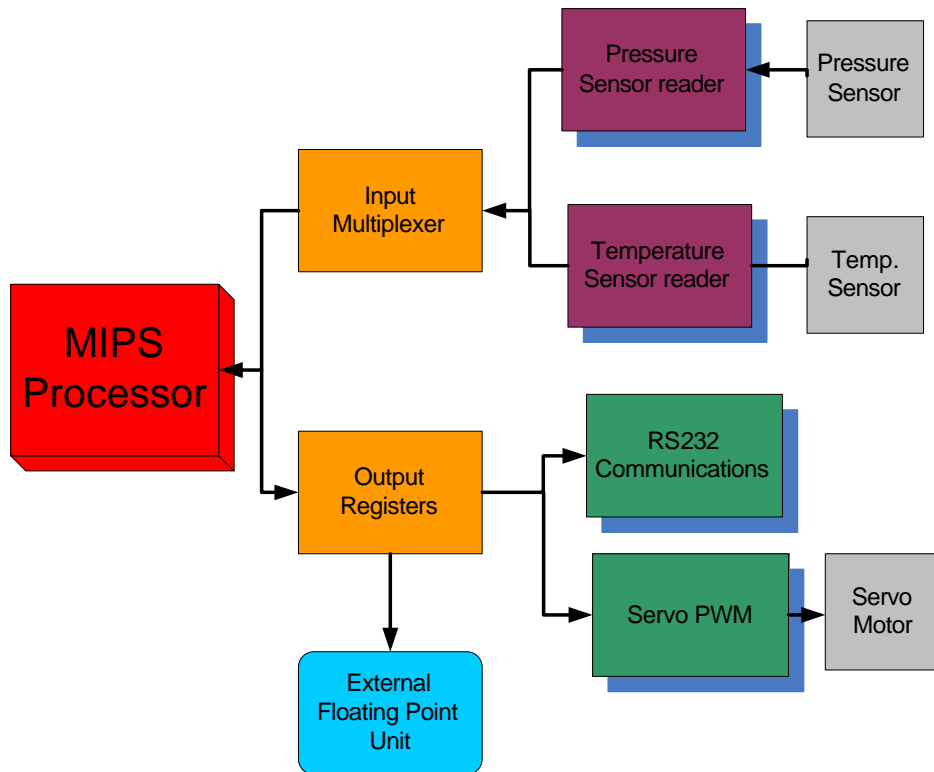 Pressure
Sensor reader
Pressure
Sensor
Input
Multiplexer
Temperature
Sensor reader
Temp.
Sensor
MIPS
Processor
RS232
Communications
Output
Registers
Servo PWM
Servo
Motor
External
Floating Point
Unit